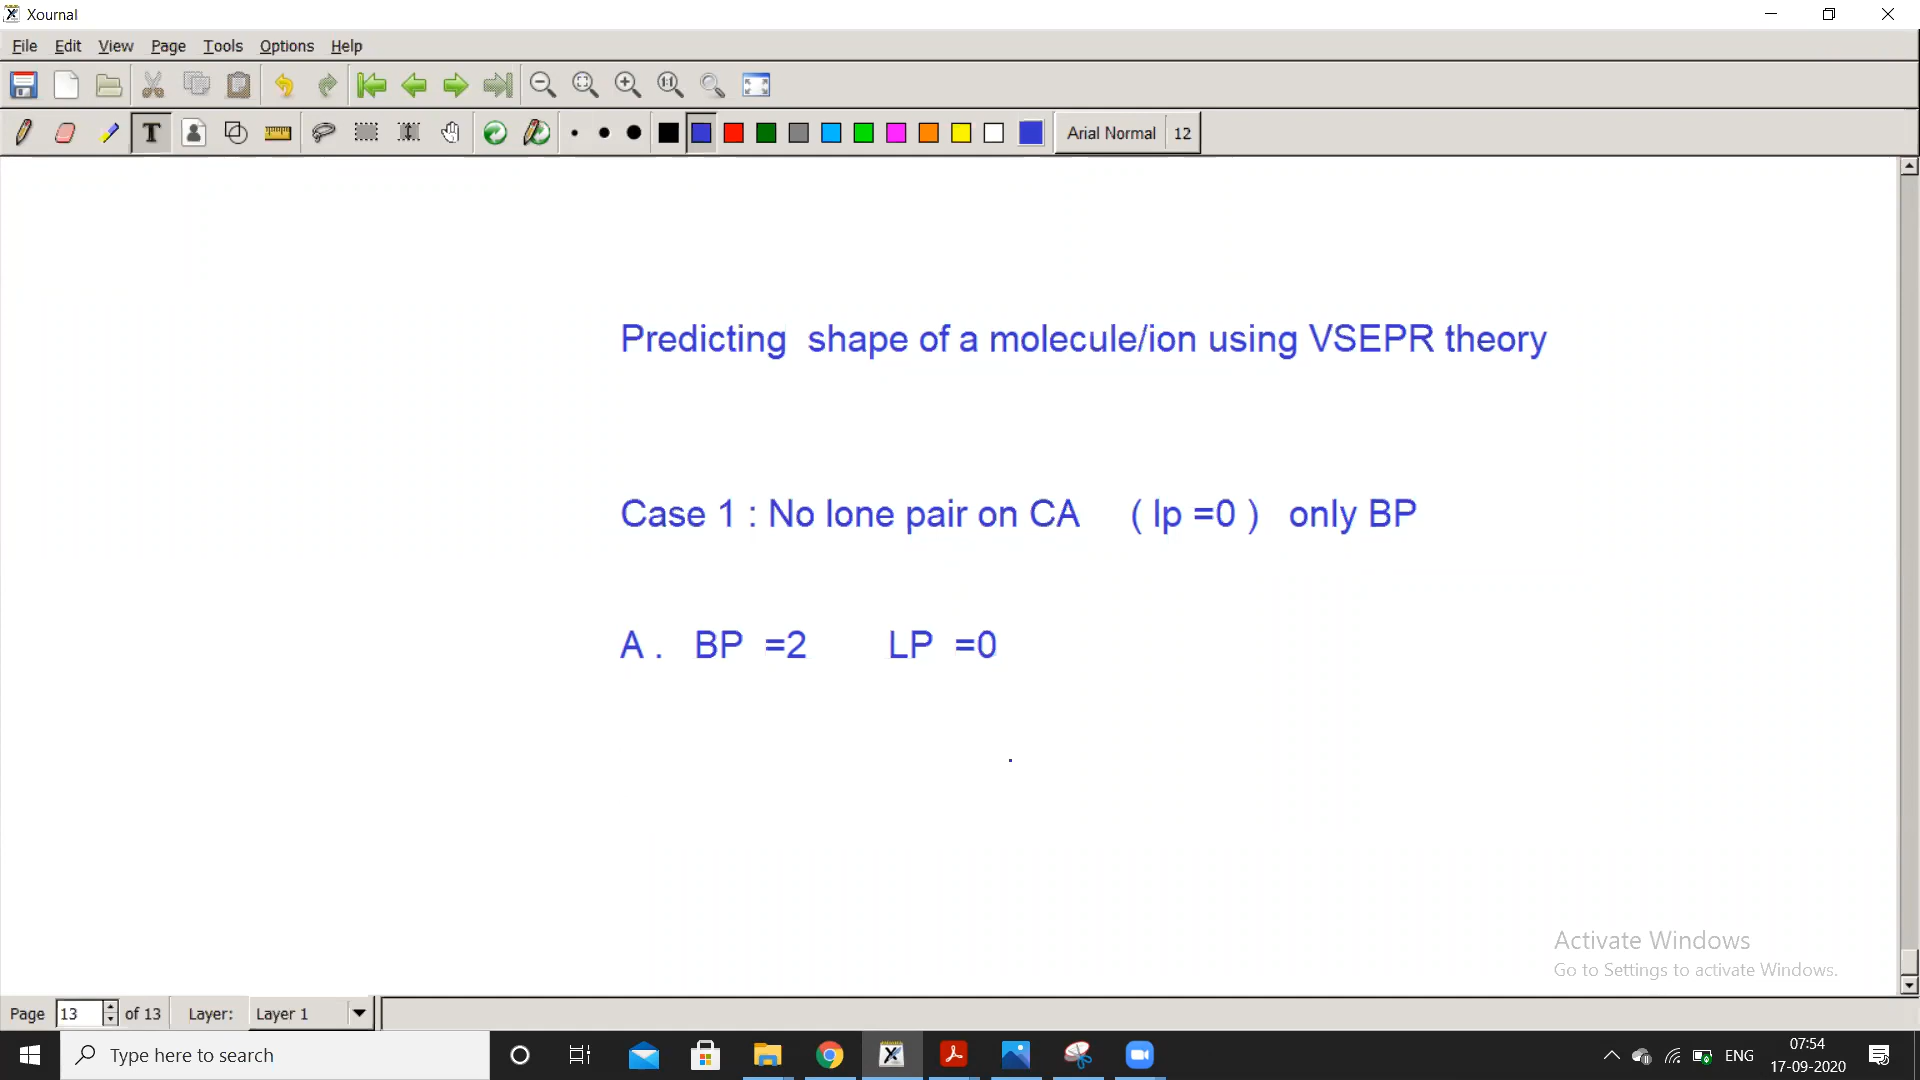 Xournal
File Edit View Page Tools Options Help
T Arial Normal 12
Predicting shape of a molecule/ion using VSEPR theory
Case 1 : No lone pair on CA ( lp =0 ) only BP
A . BP =2 LP =0
Activate Windows
Go to Settings to activate Windows.
Page 13 of 13 Layer: Layer 1
Type here to search
ENG
07:54
17-09-2020